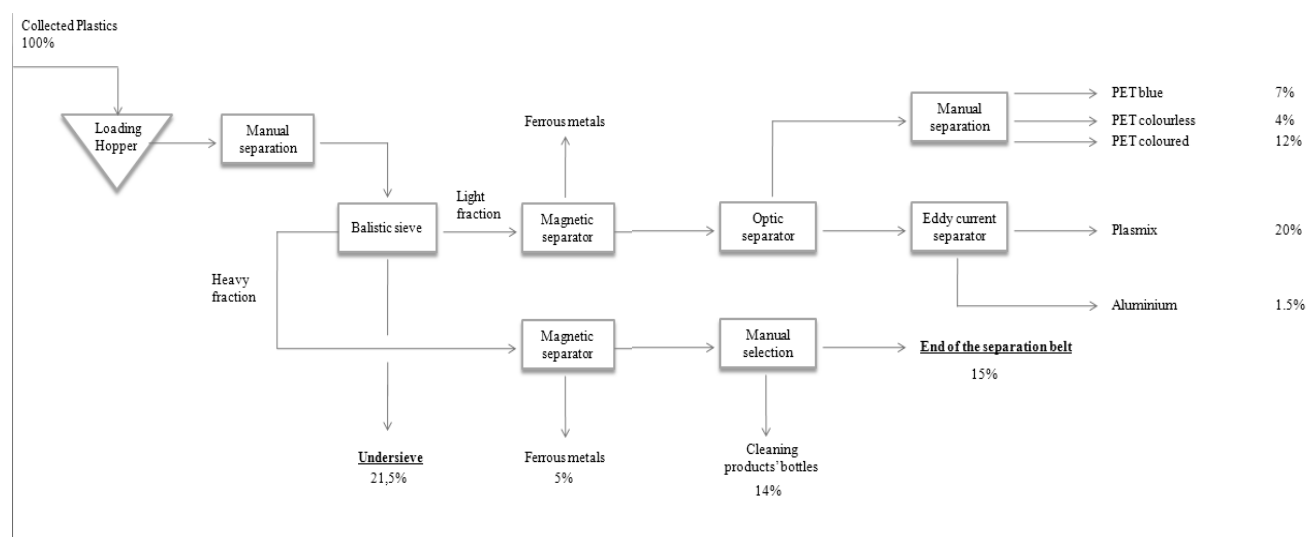 Collected Plastics
100%
Loading
Hopper
Manual
separation
Ferrous metals
Manual
separation
PET blue 7%
PET colourless 4%
PET coloured 12%
Balistic sieve
Light
fraction
Magnetic
separator
Optic
separator
Eddy current
separator
Plasmix 20%
Heavy
fraction
Aluminium 1.5%
Magnetic
separator
Manual
selection
End of the separation belt
15%
Undersieve
21,5%
Ferrous metals
5%
Cleaning
products' bottles
14%